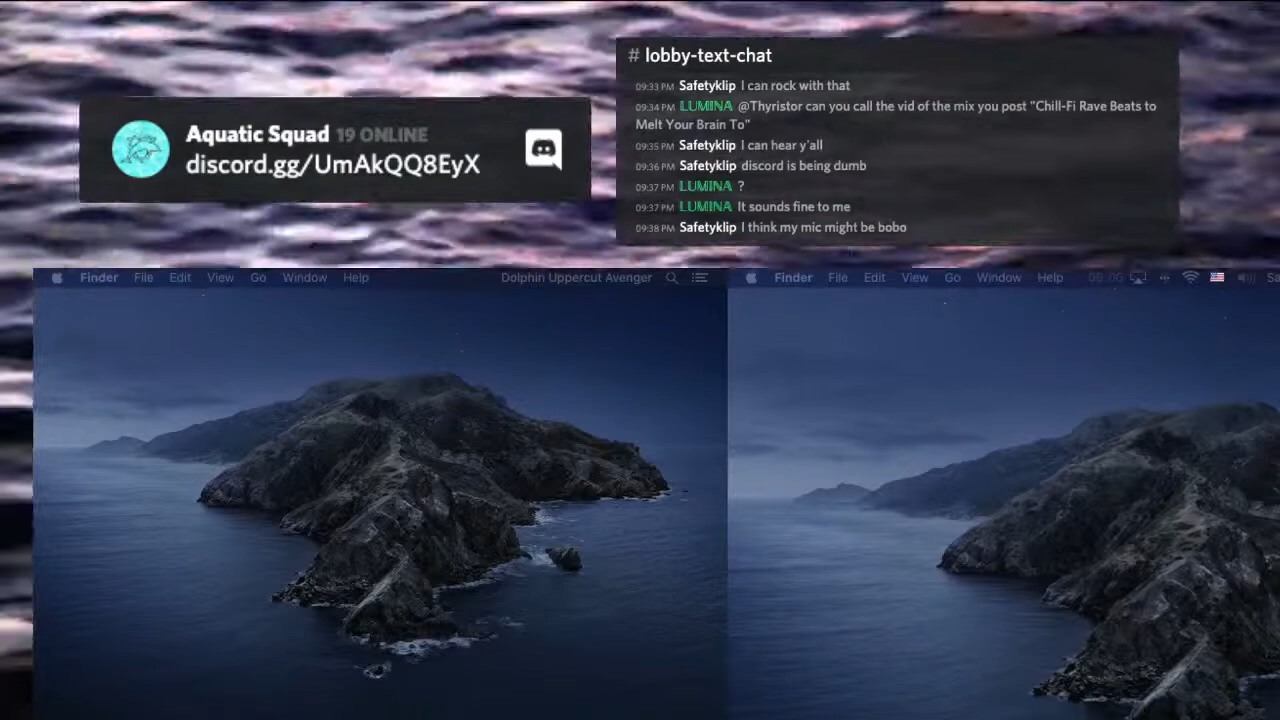 Aquatic Squad 19 ONLINE
discord.gg/UmAkQQ8EyX
# lobby-text-chat
09:33 PM Safetyklip I can rock with that
09:34 PM LUMINA @Thyristor can you call the vid of the mix you post "Chill-Fi Rave Beats to
Melt Your Brain To"
09:35 PM Safetyklip I can hear y'all
09:36 PM Safetyklip discord is being dumb
09:37 PM LUMINA ?
09:37 PM LUMINA It sounds fine to me
09:38 PM Safetyklip I think my mic might be bobo
Finder File Edit View Go Window Help Dolphin Uppercut Avenger
Finder File Edit View Go Window Help